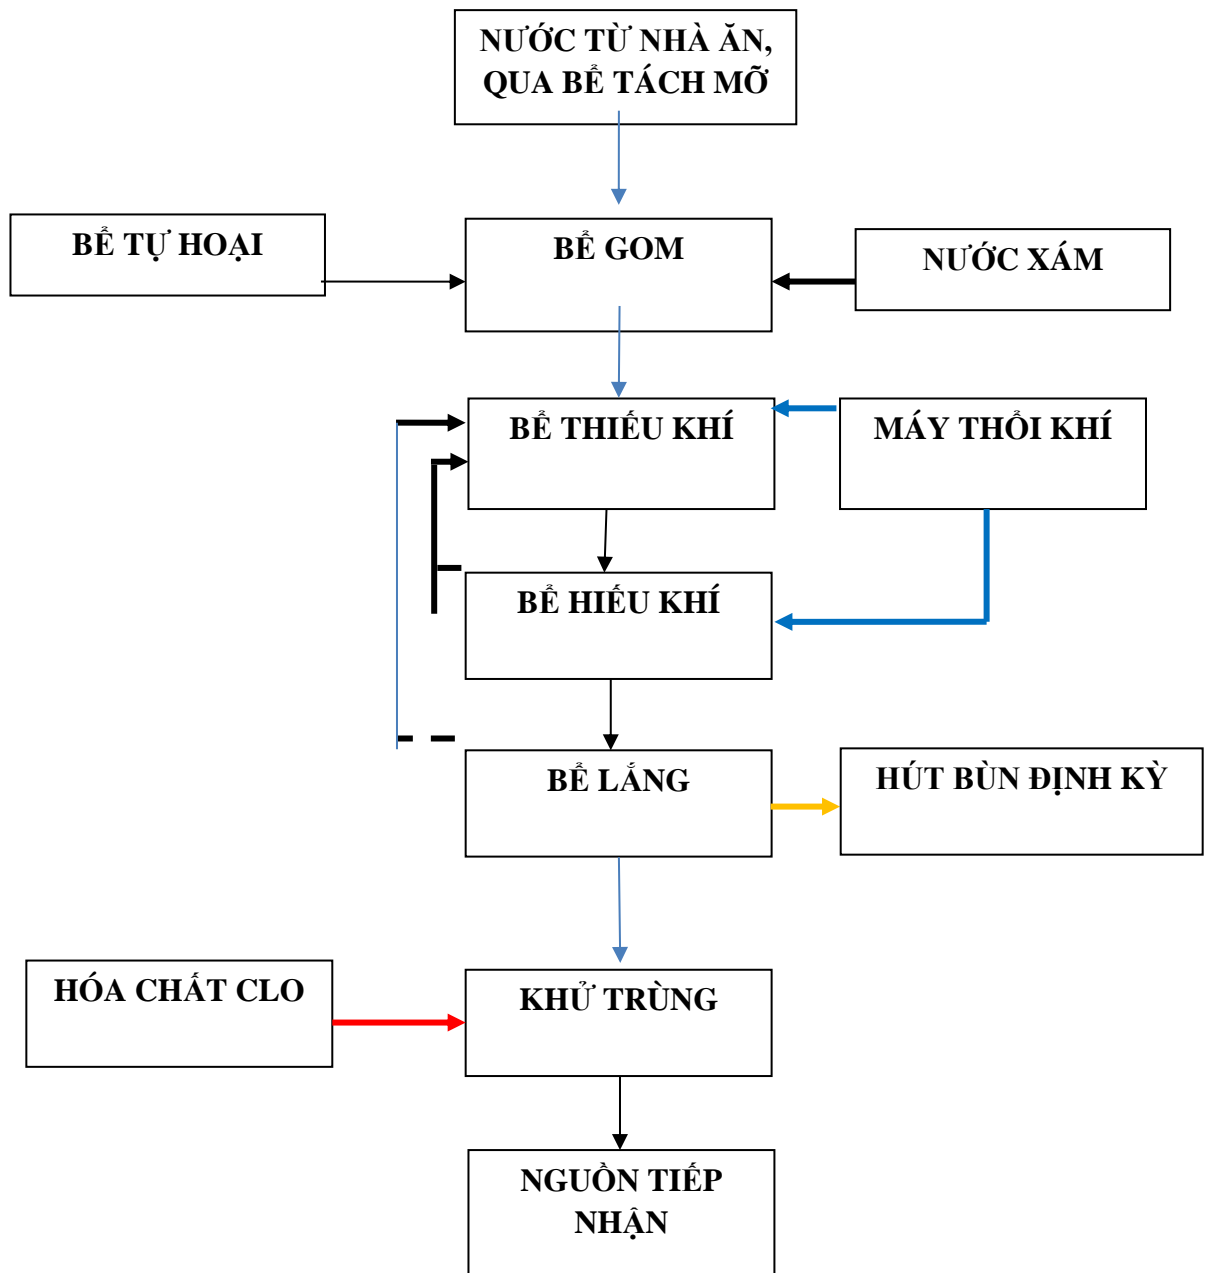 NƯỚC TỪ NHÀ ĂN,
QUA BỂ TÁCH MỠ
BỂ TỰ HOẠI
BỂ GOM
NƯỚC XÁM
BỂ THIẾU KHÍ
MÁY THỔI KHÍ
BỂ HIẾU KHÍ
BỂ LẮNG
HÚT BÙN ĐỊNH KỲ
HÓA CHẤT CLO
KHỬ TRÙNG
NGUỒN TIẾP
NHẬN